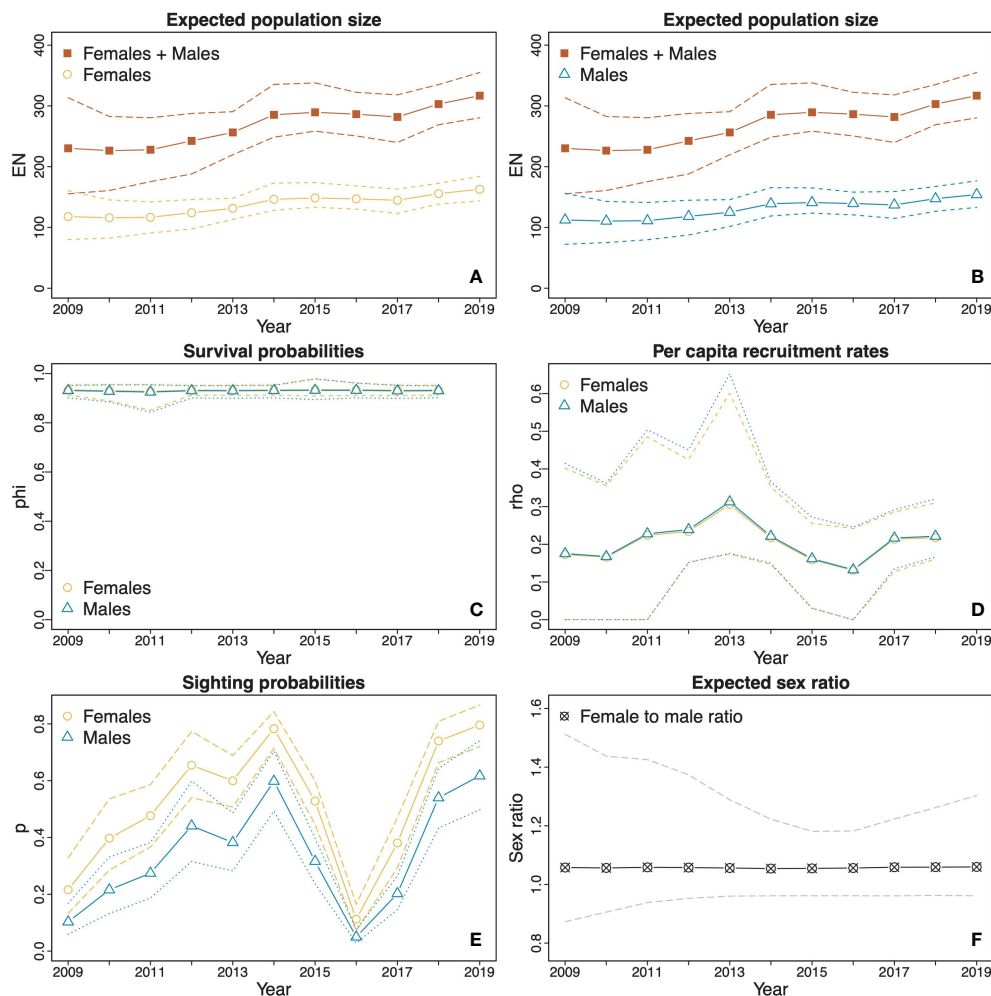 Expected population size
Females + Males
Females
EN
0 100 200 300 400
A
2009 2011 2013 2015 2017 2019
Year
Expected population size
Females + Males
Males
EN
0 100 200 300 400
B
2009 2011 2013 2015 2017 2019
Year
Survival probabilities
phi
0.0 0.2 0.4 0.6 0.8 1.0
Females
Males
C
2009 2011 2013 2015 2017 2019
Year
Per capita recruitment rates
Females
Males
rho
0.0 0.1 0.2 0.3 0.4 0.5 0.6
D
2009 2011 2013 2015 2017 2019
Year
Sighting probabilities
Females
Males
p
0.0 0.2 0.4 0.6 0.8
E
2009 2011 2013 2015 2017 2019
Year
Expected sex ratio
Female to male ratio
Sex ratio
0.8 1.0 1.2 1.4 1.6
F
2009 2011 2013 2015 2017 2019
Year